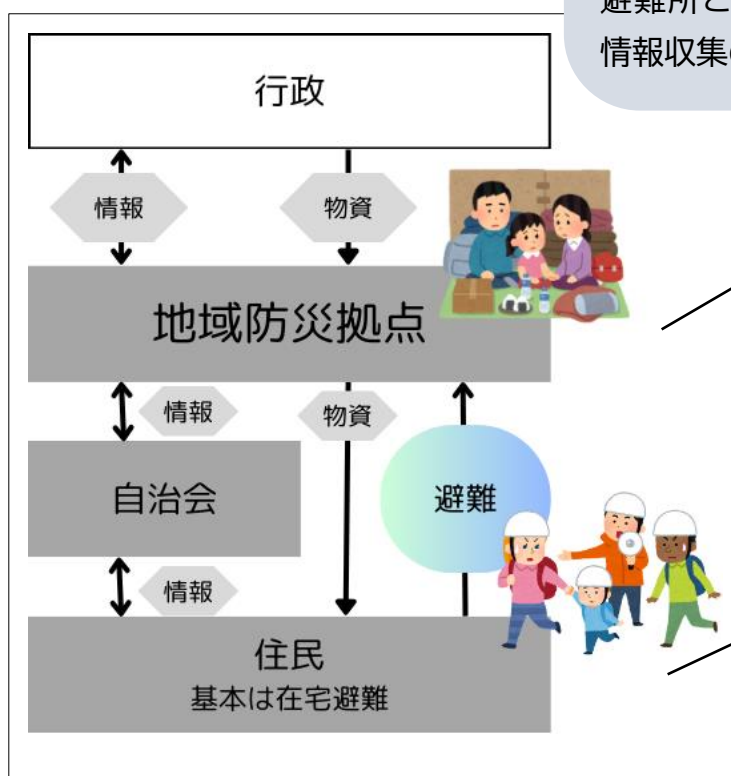 避難所と
情報収集
行政
情報
物資
地域防災拠点
情報
物資
自治会
避難
情報
住民
基本は在宅避難